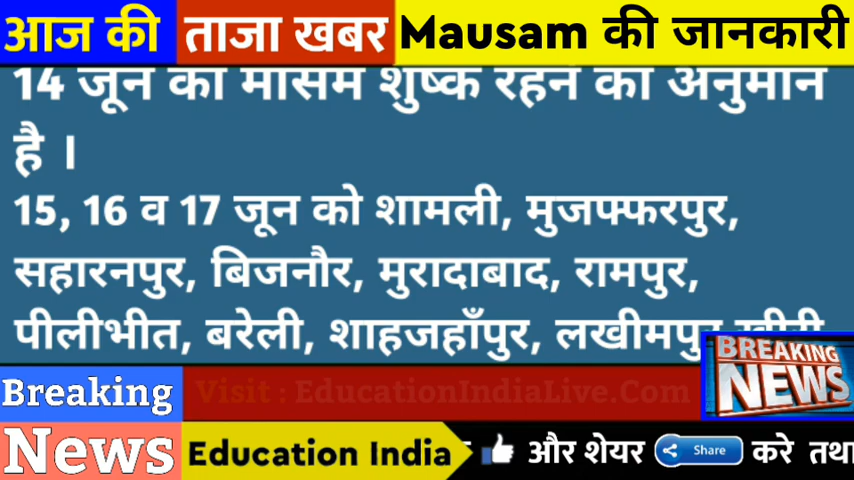 आज की ताजा खबर Mausam की जानकारी
14 जून को मौसम शुष्क रहने का अनुमान
है ।
15, 16 व 17 जून को शामली, मुजफ्फरपुर,
सहारनपुर, बिजनौर, मुरादाबाद, रामपुर,
पीलीभीत, बरेली, शाहजहाँपुर, लखीमपुर खीरी
BREAKING
NEWS
Breaking Visit : EducationIndiaLive.Com
News Education India और शेयर Share करे तथा